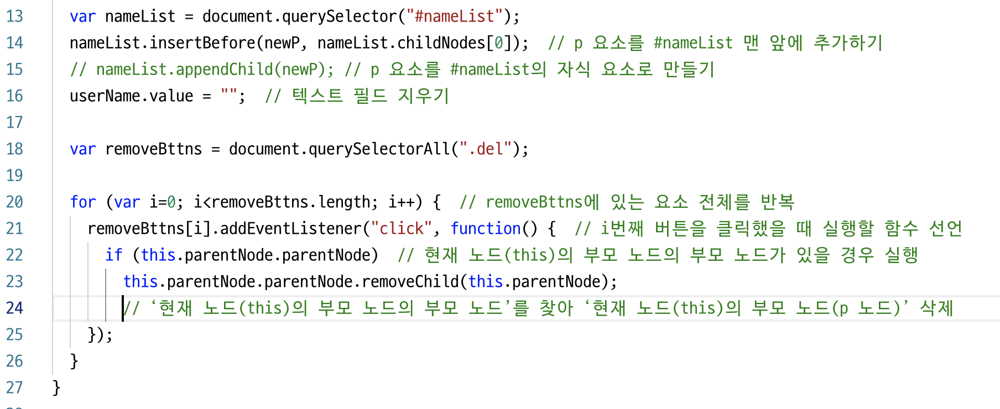 13 var nameList = document.querySelector("#nameList");
14 nameList.insertBefore(newP, nameList.childNodes[0]); // p 요소를 #nameList 맨 앞에 추가하기
15 // nameList.appendChild(newP); // p 요소를 #nameList의 자식 요소로 만들기
16 userName.value = ""; // 텍스트 필드 지우기
17
18 var removeBttns = document.querySelectorAll(".del");
19
20 for (var i=0; i<removeBttns.length; i++) { // removeBttns에 있는 요소 전체를 반복
21 removeBttns[i].addEventListener("click", function() { // i번째 버튼을 클릭했을 때 실행할 함수 선언
22 if (this.parentNode.parentNode) // 현재 노드(this)의 부모 노드의 부모 노드가 있을 경우 실행
23 this.parentNode.parentNode.removeChild(this.parentNode);
24 // ‘현재 노드(this)의 부모 노드의 부모 노드’를 찾아 ‘현재 노드(this)의 부모 노드(p 노드)’ 삭제
25 });
26 }
27 }